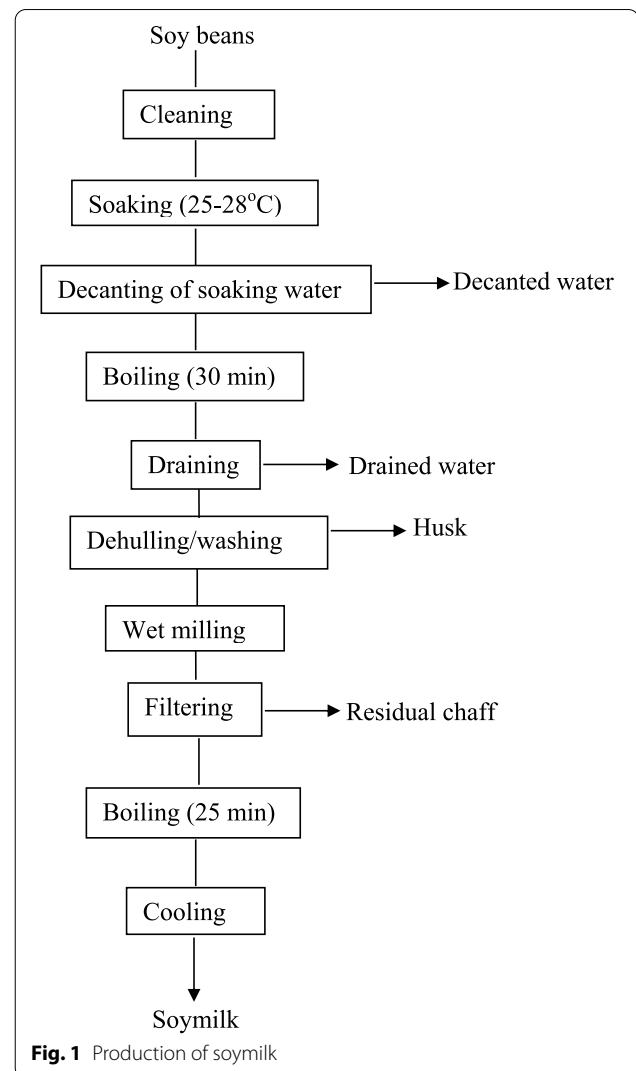 Soy beans
Cleaning
Soaking (25-28°C)
Decanting of soaking water
Decanted water
Boiling (30 min)
Draining
Drained water
Dehulling/washing
Husk
Wet milling
Filtering
Residual chaff
Boiling (25 min)
Cooling
Soymilk
Fig. 1 Production of soymilk